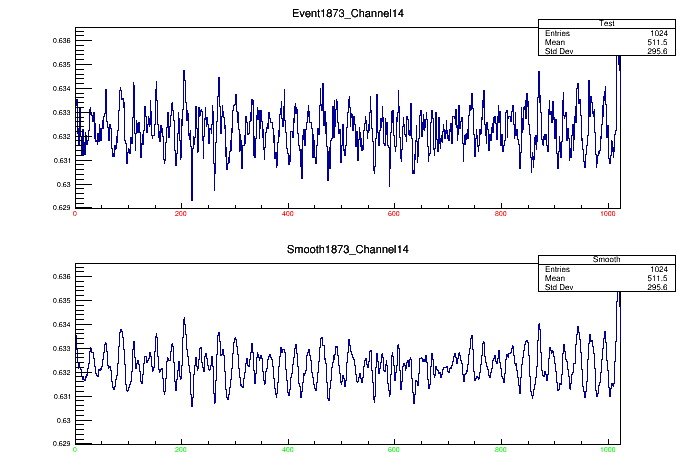 Event1873_Channel14
Test
Entries 1024
Mean 511.5
Std Dev 295.6
0.636
0.635
0.634
0.633
0.632
0.631
0.63
0.629
0 200 400 600 800 1000
Smooth1873_Channel14
Smooth
Entries 1024
Mean 511.5
Std Dev 295.6
0.636
0.635
0.634
0.633
0.632
0.631
0.63
0.629
0 200 400 600 800 1000